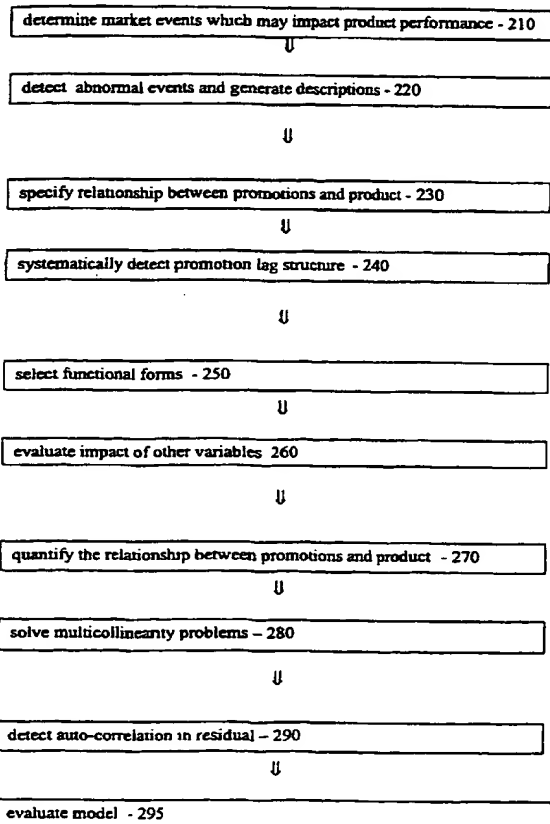 determine market events which may impact product performance - 210
⇓
detect abnormal events and generate descriptions - 220
⇓
specify relationship between promotions and product - 230
⇓
systematically detect promotion lag structure - 240
⇓
select functional forms - 250
⇓
evaluate impact of other variables 260
⇓
quantify the relationship between promotions and product - 270
⇓
solve multicollineanty problems – 280
⇓
detect auto-correlation in residual – 290
⇓
evaluate model - 295